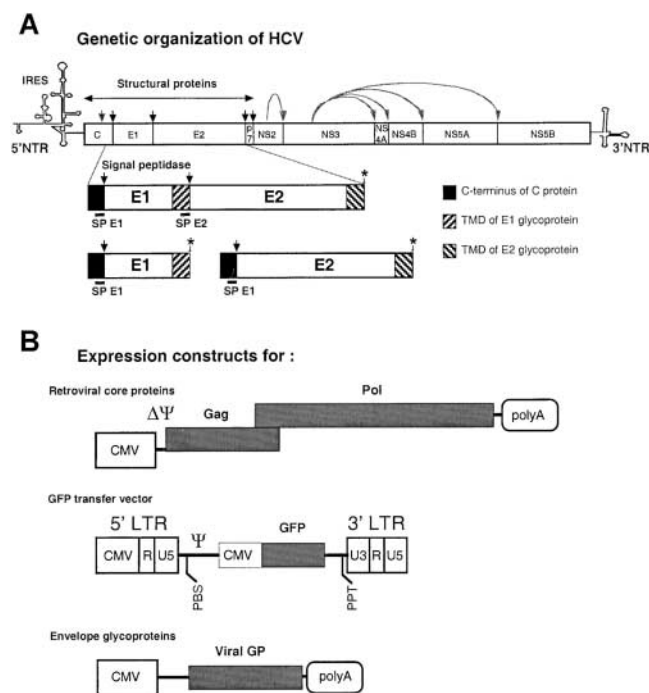 A
Genetic organization of HCV
IRES
Structural proteins
C E1 E2 P7 NS2 NS3 NS4A NS4B NS5A NS5B
5'NTR
3'NTR
Signal peptidase
*
E1 E2
SP E1 SP E2
C-terminus of C protein
TMD of E1 glycoprotein
TMD of E2 glycoprotein
* *
E1 E2
SP E1 SP E1
B
Expression constructs for :
Retroviral core proteins
Pol
ΔΨ Gag
polyA
CMV
GFP transfer vector
5' LTR Ψ GFP 3' LTR
CMV R U5 CMV U3 R U5
PBS PPT
Envelope glycoproteins
Viral GP
CMV polyA